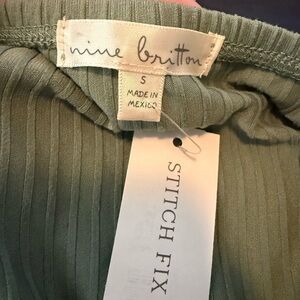 nine britton
S
MADE IN
MEXICO
STITCH FIX